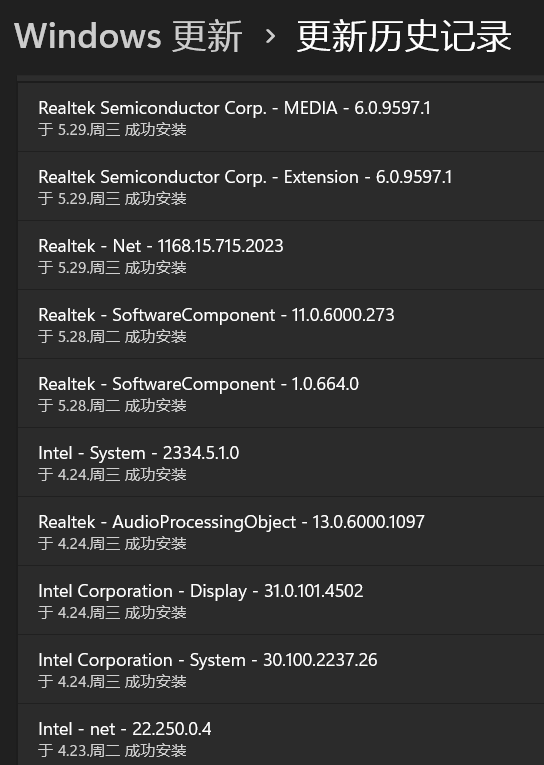 Windows 更新 › 更新历史记录
Realtek Semiconductor Corp. - MEDIA - 6.0.9597.1
于 5.29.周三 成功安装
Realtek Semiconductor Corp. - Extension - 6.0.9597.1
于 5.29.周三 成功安装
Realtek - Net - 1168.15.715.2023
于 5.29.周三 成功安装
Realtek - SoftwareComponent - 11.0.6000.273
于 5.28.周二 成功安装
Realtek - SoftwareComponent - 1.0.664.0
于 5.28.周二 成功安装
Intel - System - 2334.5.1.0
于 4.24.周三 成功安装
Realtek - AudioProcessingObject - 13.0.6000.1097
于 4.24.周三 成功安装
Intel Corporation - Display - 31.0.101.4502
于 4.24.周三 成功安装
Intel Corporation - System - 30.100.2237.26
于 4.24.周三 成功安装
Intel - net - 22.250.0.4
于 4.23.周二 成功安装